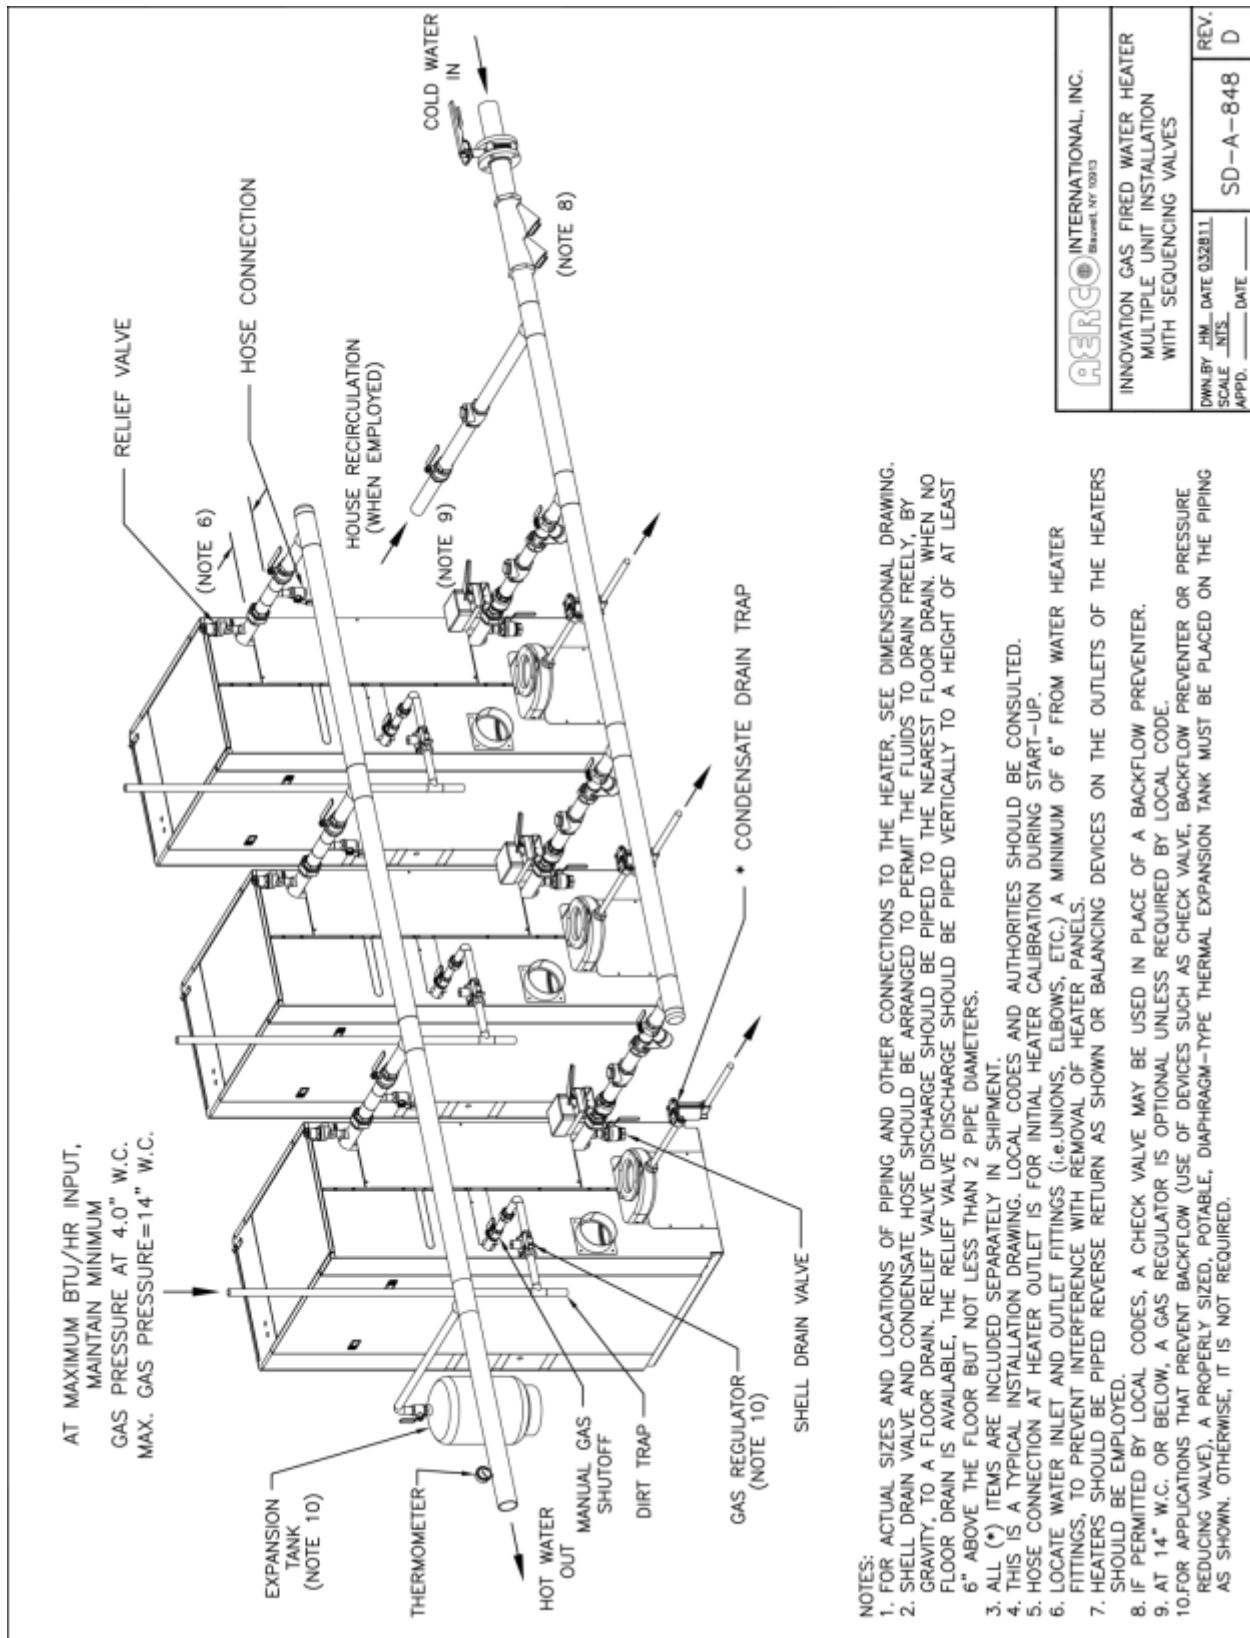 AT MAXIMUM BTU/HR INPUT,
MAINTAIN MINIMUM
GAS PRESSURE AT 4.0" W.C.
MAX. GAS PRESSURE=14" W.C.
RELIEF VALVE
(NOTE 6)
HOSE CONNECTION
COLD WATER
IN
HOUSE RECIRCULATION
(WHEN EMPLOYED)
(NOTE 9)
(NOTE 8)
EXPANSION
TANK
(NOTE 10)
THERMOMETER
HOT WATER
OUT
MANUAL GAS
SHUTOFF
DIRT TRAP
GAS REGULATOR
(NOTE 10)
SHELL DRAIN VALVE
* CONDENSATE DRAIN TRAP
NOTES:
1. FOR ACTUAL SIZES AND LOCATIONS OF PIPING AND OTHER CONNECTIONS TO THE HEATER, SEE DIMENSIONAL DRAWING.
2. SHELL DRAIN VALVE AND CONDENSATE HOSE SHOULD BE ARRANGED TO PERMIT THE FLUIDS TO DRAIN FREELY, BY
GRAVITY, TO A FLOOR DRAIN. RELIEF VALVE DISCHARGE SHOULD BE PIPED TO THE NEAREST FLOOR DRAIN. WHEN NO
FLOOR DRAIN IS AVAILABLE, THE RELIEF VALVE DISCHARGE SHOULD BE PIPED VERTICALLY TO A HEIGHT OF AT LEAST
6" ABOVE THE FLOOR BUT NOT LESS THAN 2 PIPE DIAMETERS.
3. ALL (*) ITEMS ARE INCLUDED SEPARATELY IN SHIPMENT.
4. THIS IS A TYPICAL INSTALLATION DRAWING. LOCAL CODES AND AUTHORITIES SHOULD BE CONSULTED.
5. HOSE CONNECTION AT HEATER OUTLET IS FOR INITIAL HEATER CALIBRATION DURING START-UP.
6. LOCATE WATER INLET AND OUTLET FITTINGS (i.e.UNIONS, ELBOWS, ETC.) A MINIMUM OF 6" FROM WATER HEATER
FITTINGS, TO PREVENT INTERFERENCE WITH REMOVAL OF HEATER PANELS.
7. HEATERS SHOULD BE PIPED REVERSE RETURN AS SHOWN OR BALANCING DEVICES ON THE OUTLETS OF THE HEATERS
SHOULD BE EMPLOYED.
8. IF PERMITTED BY LOCAL CODES, A CHECK VALVE MAY BE USED IN PLACE OF A BACKFLOW PREVENTER.
9. AT 14" W.C. OR BELOW, A GAS REGULATOR IS OPTIONAL UNLESS REQUIRED BY LOCAL CODE.
10.FOR APPLICATIONS THAT PREVENT BACKFLOW (USE OF DEVICES SUCH AS CHECK VALVE, BACKFLOW PREVENTER OR PRESSURE
REDUCING VALVE), A PROPERLY SIZED, POTABLE, DIAPHRAGM-TYPE THERMAL EXPANSION TANK MUST BE PLACED ON THE PIPING
AS SHOWN. OTHERWISE, IT IS NOT REQUIRED.
AERCO INTERNATIONAL, INC.
Blauvelt, NY 10913
INNOVATION GAS FIRED WATER HEATER
MULTIPLE UNIT INSTALLATION
WITH SEQUENCING VALVES
DWN.BY HM DATE 032811
SCALE NTS
APPD. DATE
SD-A-848
REV.
D